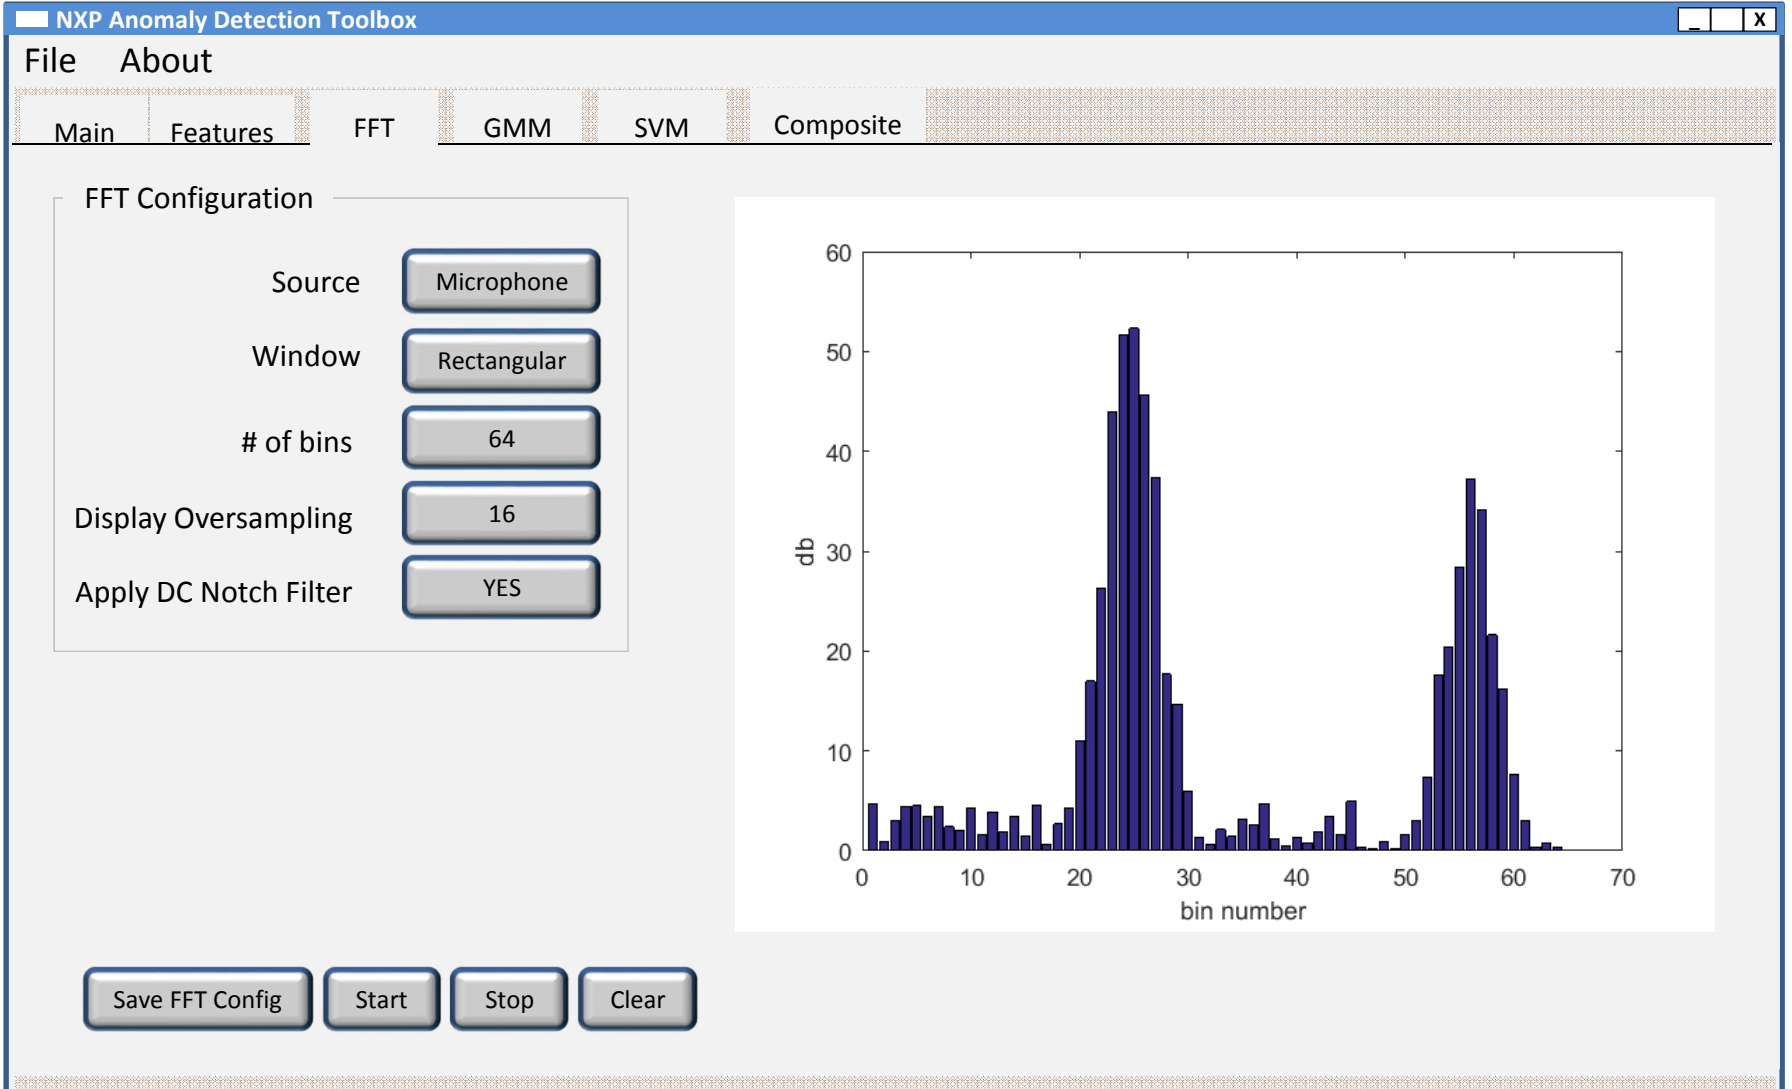 NXP Anomaly Detection Toolbox
_ X
File About
Main Features FFT GMM SVM Composite
FFT Configuration
Source Microphone
Window Rectangular
# of bins 64
Display Oversampling 16
Apply DC Notch Filter YES
60
50
40
30
20
10
0
db
0 10 20 30 40 50 60 70
bin number
Save FFT Config Start Stop Clear